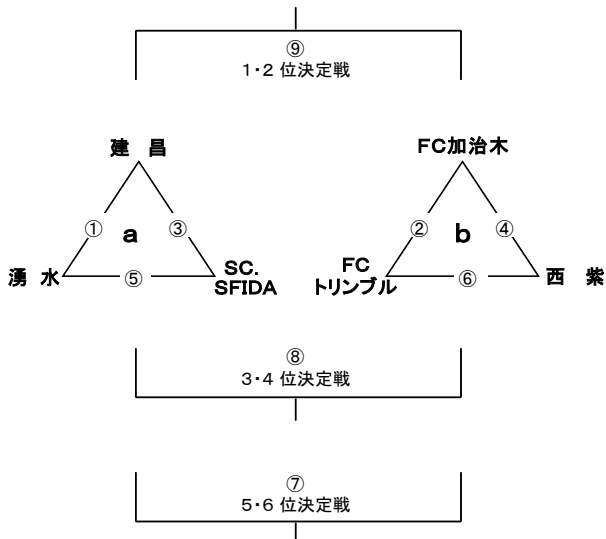 ⑨
1・2 位決定戦
建　昌
FC加治木
①
a
③
②
b
④
湧 水
⑤
SC.
SFIDA
FC
トリンブル
⑥
西　紫
⑧
3・4 位決定戦
⑦
5・6 位決定戦